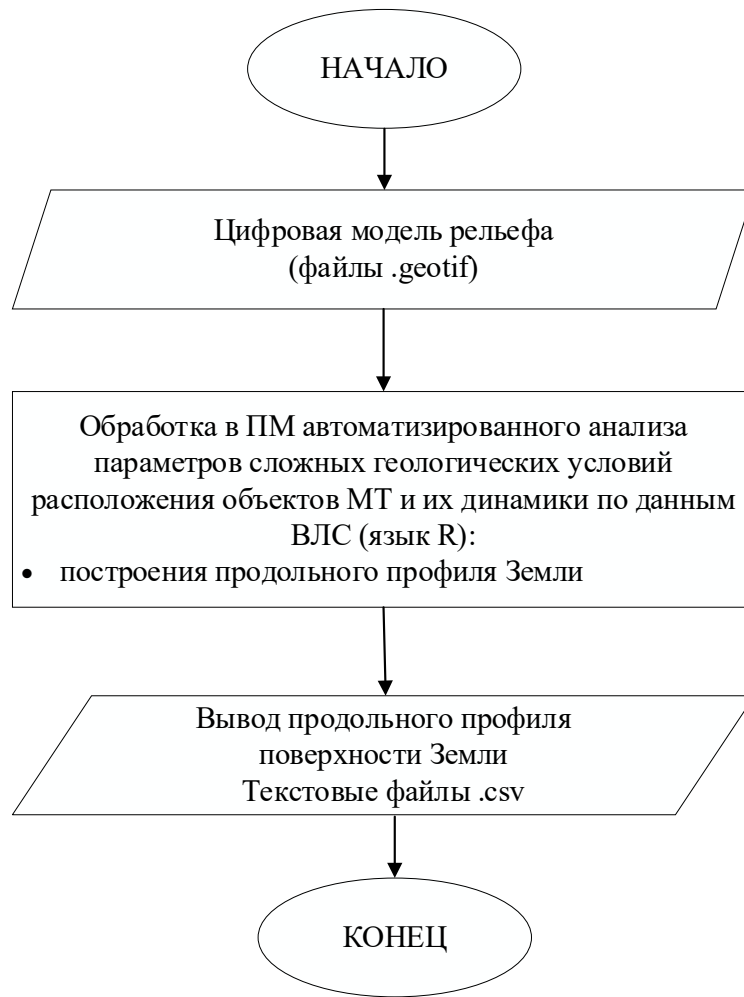 НАЧАЛО
Цифровая модель рельефа
(файлы .geotif)
Обработка в ПМ автоматизированного анализа
параметров сложных геологических условий
расположения объектов МТ и их динамики по данным
ВЛС (язык R):
• построения продольного профиля Земли
Вывод продольного профиля
поверхности Земли
Текстовые файлы .csv
КОНЕЦ